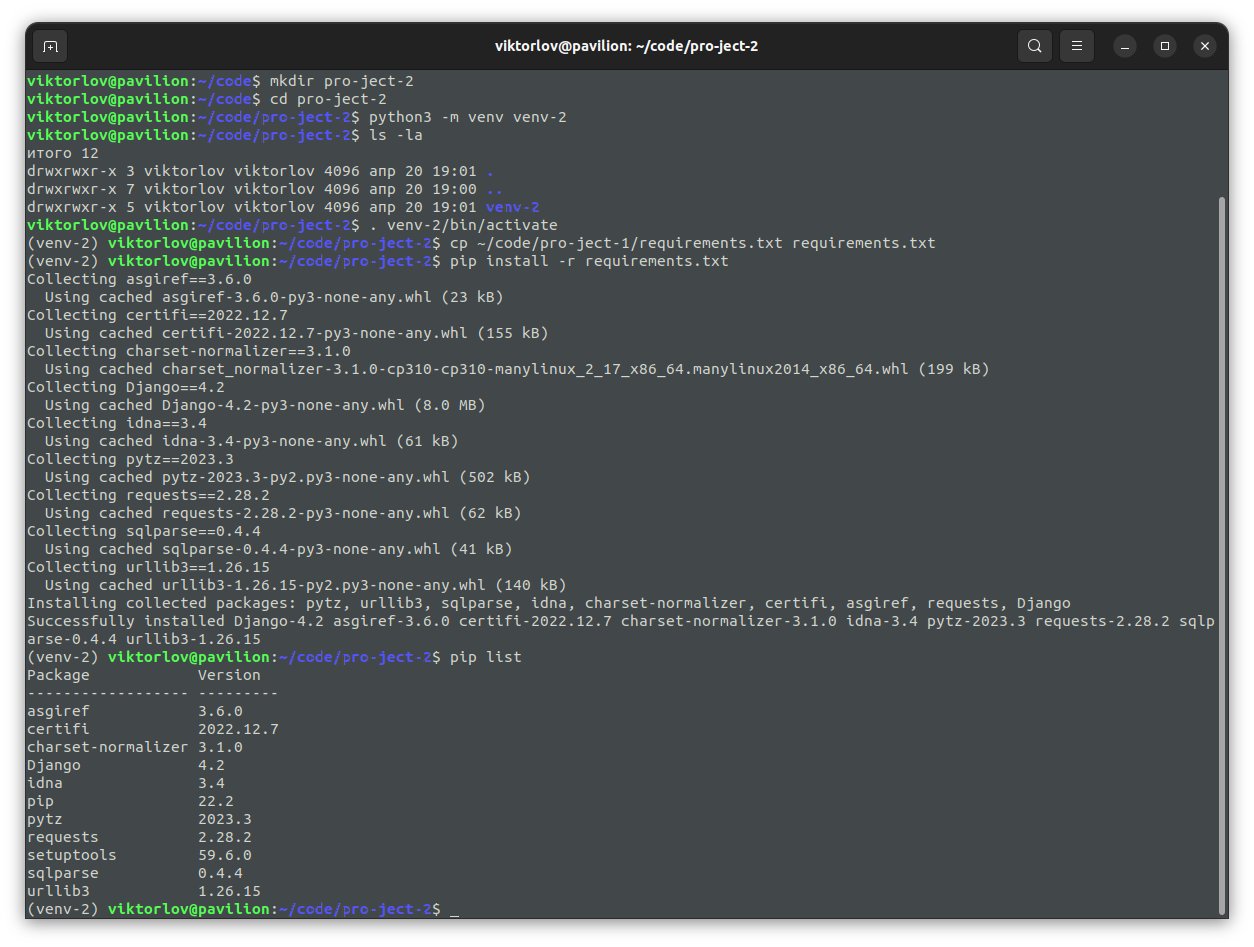 viktorlov@pavilion: ~/code/pro-ject-2
viktorlov@pavilion:~/code$ mkdir pro-ject-2
viktorlov@pavilion:~/code$ cd pro-ject-2
viktorlov@pavilion:~/code/pro-ject-2$ python3 -m venv venv-2
viktorlov@pavilion:~/code/pro-ject-2$ ls -la
итого 12
drwxrwxr-x 3 viktorlov viktorlov 4096 апр 20 19:01 .
drwxrwxr-x 7 viktorlov viktorlov 4096 апр 20 19:00 ..
drwxrwxr-x 5 viktorlov viktorlov 4096 апр 20 19:01 venv-2
viktorlov@pavilion:~/code/pro-ject-2$ . venv-2/bin/activate
(venv-2) viktorlov@pavilion:~/code/pro-ject-2$ cp ~/code/pro-ject-1/requirements.txt requirements.txt
(venv-2) viktorlov@pavilion:~/code/pro-ject-2$ pip install -r requirements.txt
Collecting asgiref==3.6.0
  Using cached asgiref-3.6.0-py3-none-any.whl (23 kB)
Collecting certifi==2022.12.7
  Using cached certifi-2022.12.7-py3-none-any.whl (155 kB)
Collecting charset-normalizer==3.1.0
  Using cached charset_normalizer-3.1.0-cp310-cp310-manylinux_2_17_x86_64.manylinux2014_x86_64.whl (199 kB)
Collecting Django==4.2
  Using cached Django-4.2-py3-none-any.whl (8.0 MB)
Collecting idna==3.4
  Using cached idna-3.4-py3-none-any.whl (61 kB)
Collecting pytz==2023.3
  Using cached pytz-2023.3-py2.py3-none-any.whl (502 kB)
Collecting requests==2.28.2
  Using cached requests-2.28.2-py3-none-any.whl (62 kB)
Collecting sqlparse==0.4.4
  Using cached sqlparse-0.4.4-py3-none-any.whl (41 kB)
Collecting urllib3==1.26.15
  Using cached urllib3-1.26.15-py2.py3-none-any.whl (140 kB)
Installing collected packages: pytz, urllib3, sqlparse, idna, charset-normalizer, certifi, asgiref, requests, Django
Successfully installed Django-4.2 asgiref-3.6.0 certifi-2022.12.7 charset-normalizer-3.1.0 idna-3.4 pytz-2023.3 requests-2.28.2 sqlp
arse-0.4.4 urllib3-1.26.15
(venv-2) viktorlov@pavilion:~/code/pro-ject-2$ pip list
Package            Version
------------------ ---------
asgiref            3.6.0
certifi            2022.12.7
charset-normalizer 3.1.0
Django             4.2
idna               3.4
pip                22.2
pytz               2023.3
requests           2.28.2
setuptools         59.6.0
sqlparse           0.4.4
urllib3            1.26.15
(venv-2) viktorlov@pavilion:~/code/pro-ject-2$ _